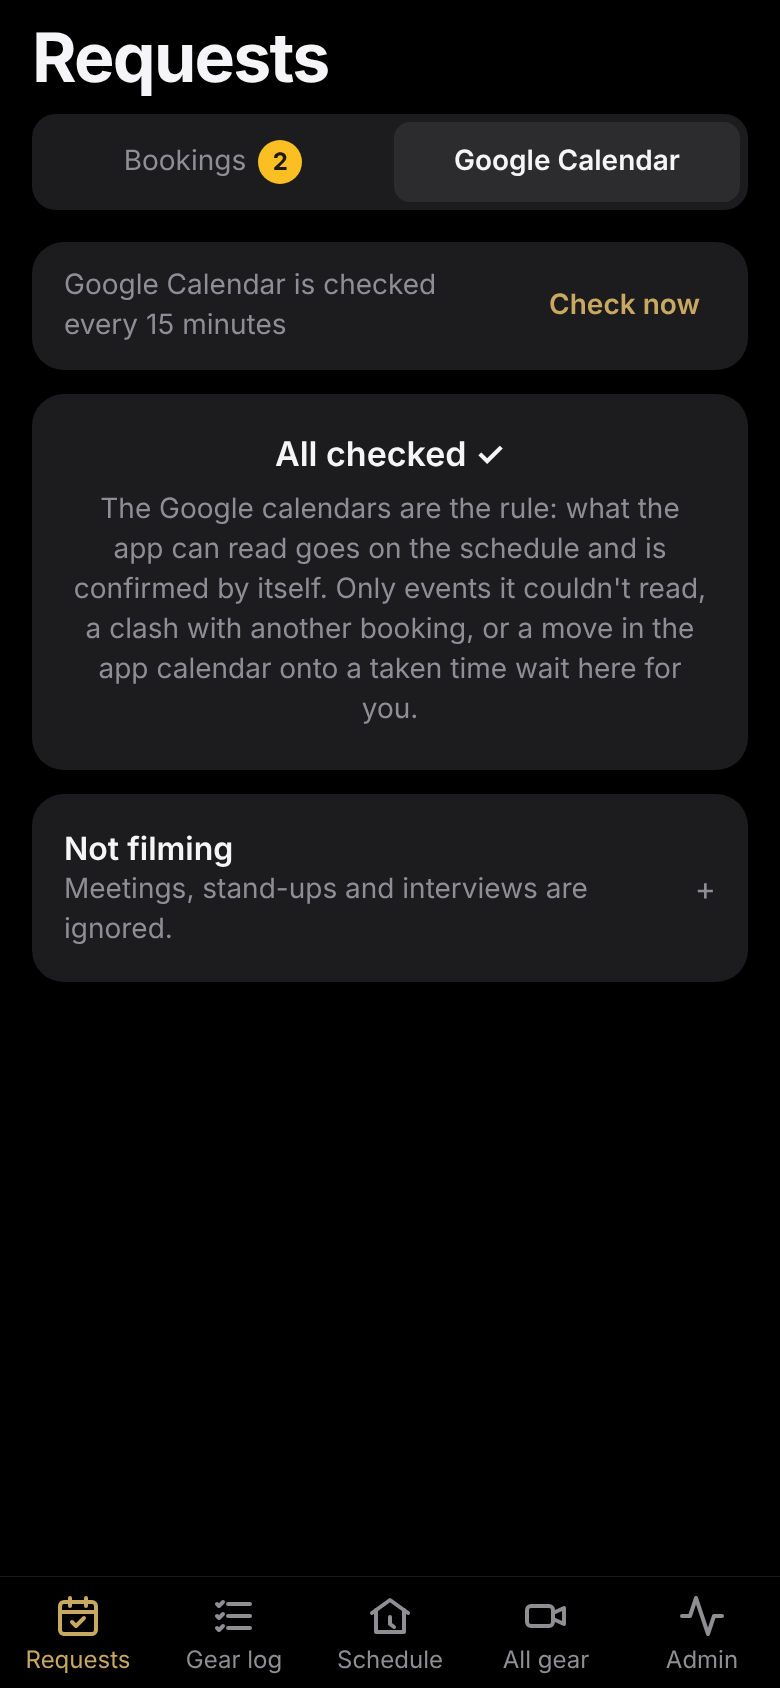 Requests
Bookings 2
Google Calendar
Google Calendar is checked
every 15 minutes
Check now
All checked ✓
The Google calendars are the rule: what the
app can read goes on the schedule and is
confirmed by itself. Only events it couldn't read,
a clash with another booking, or a move in the
app calendar onto a taken time wait here for
you.
Not filming
Meetings, stand-ups and interviews are
ignored.
+
Requests
Gear log
Schedule
All gear
Admin